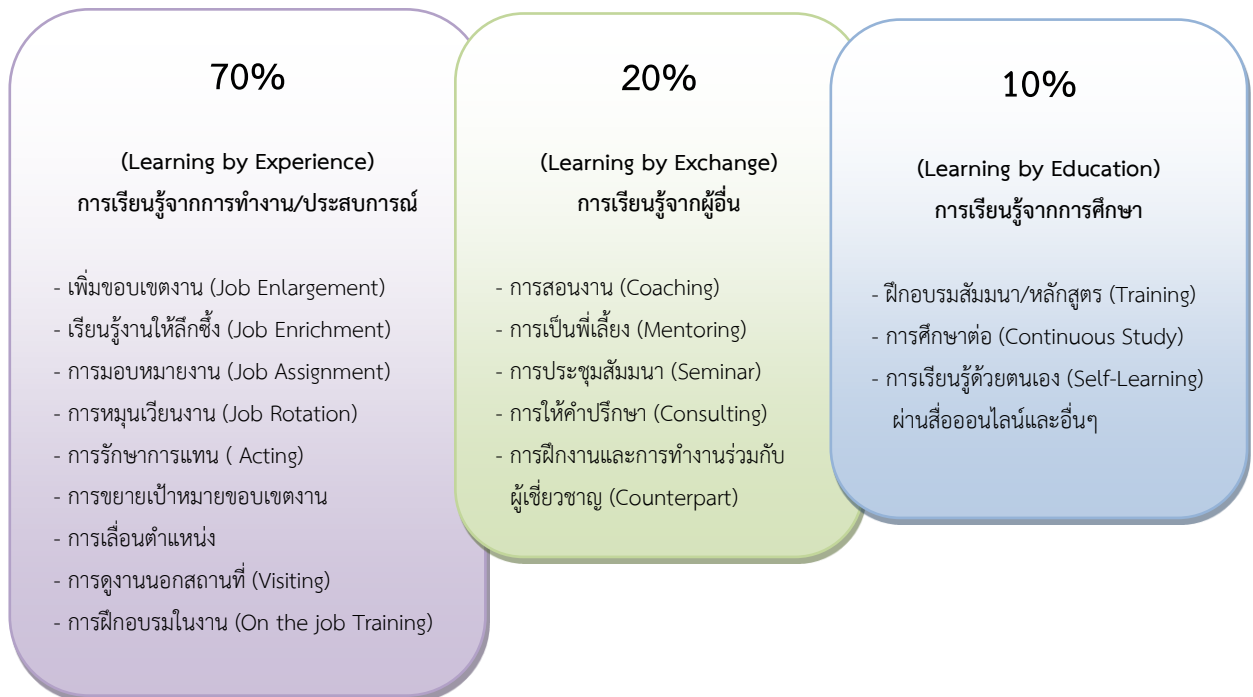 70%
(Learning by Experience)
การเรียนรู้จากการทำงาน/ประสบการณ์
- เพิ่มขอบเขตงาน (Job Enlargement)
- เรียนรู้งานให้ลึกซึ้ง (Job Enrichment)
- การมอบหมายงาน (Job Assignment)
- การหมุนเวียนงาน (Job Rotation)
- การรักษาการแทน ( Acting)
- การขยายเป้าหมายขอบเขตงาน
- การเลื่อนตำแหน่ง
- การดูงานนอกสถานที่ (Visiting)
- การฝึกอบรมในงาน (On the job Training)
20%
(Learning by Exchange)
การเรียนรู้จากผู้อื่น
- การสอนงาน (Coaching)
- การเป็นพี่เลี้ยง (Mentoring)
- การประชุมสัมมนา (Seminar)
- การให้คำปรึกษา (Consulting)
- การฝึกงานและการทำงานร่วมกับ
ผู้เชี่ยวชาญ (Counterpart)
10%
(Learning by Education)
การเรียนรู้จากการศึกษา
- ฝึกอบรมสัมมนา/หลักสูตร (Training)
- การศึกษาต่อ (Continuous Study)
- การเรียนรู้ด้วยตนเอง (Self-Learning)
ผ่านสื่อออนไลน์และอื่นๆ